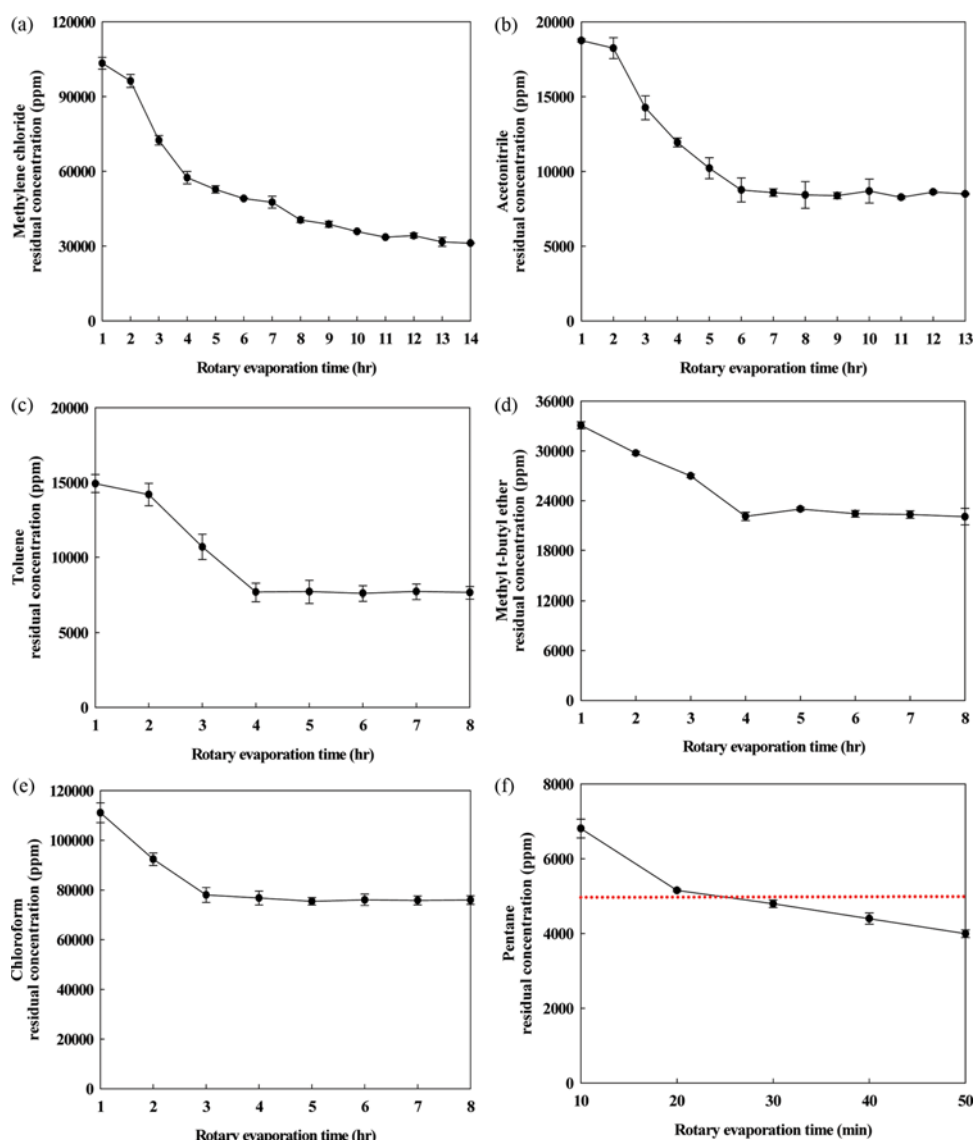 (a)
120000
90000
60000
30000
0
Methylene chloride
residual concentration (ppm)
1 2 3 4 5 6 7 8 9 10 11 12 13 14
Rotary evaporation time (hr)
(b)
20000
15000
10000
5000
0
Acetonitrile
residual concentration (ppm)
1 2 3 4 5 6 7 8 9 10 11 12 13
Rotary evaporation time (hr)
(c)
20000
15000
10000
5000
0
Toluene
residual concentration (ppm)
1 2 3 4 5 6 7 8
Rotary evaporation time (hr)
(d)
36000
30000
24000
18000
12000
6000
0
Methyl t-butyl ether
residual concentration (ppm)
1 2 3 4 5 6 7 8
Rotary evaporation time (hr)
(e)
120000
100000
80000
60000
40000
20000
0
Chloroform
residual concentration (ppm)
1 2 3 4 5 6 7 8
Rotary evaporation time (hr)
(f)
8000
6000
4000
2000
0
Pentane
residual concentration (ppm)
10 20 30 40 50
Rotary evaporation time (min)